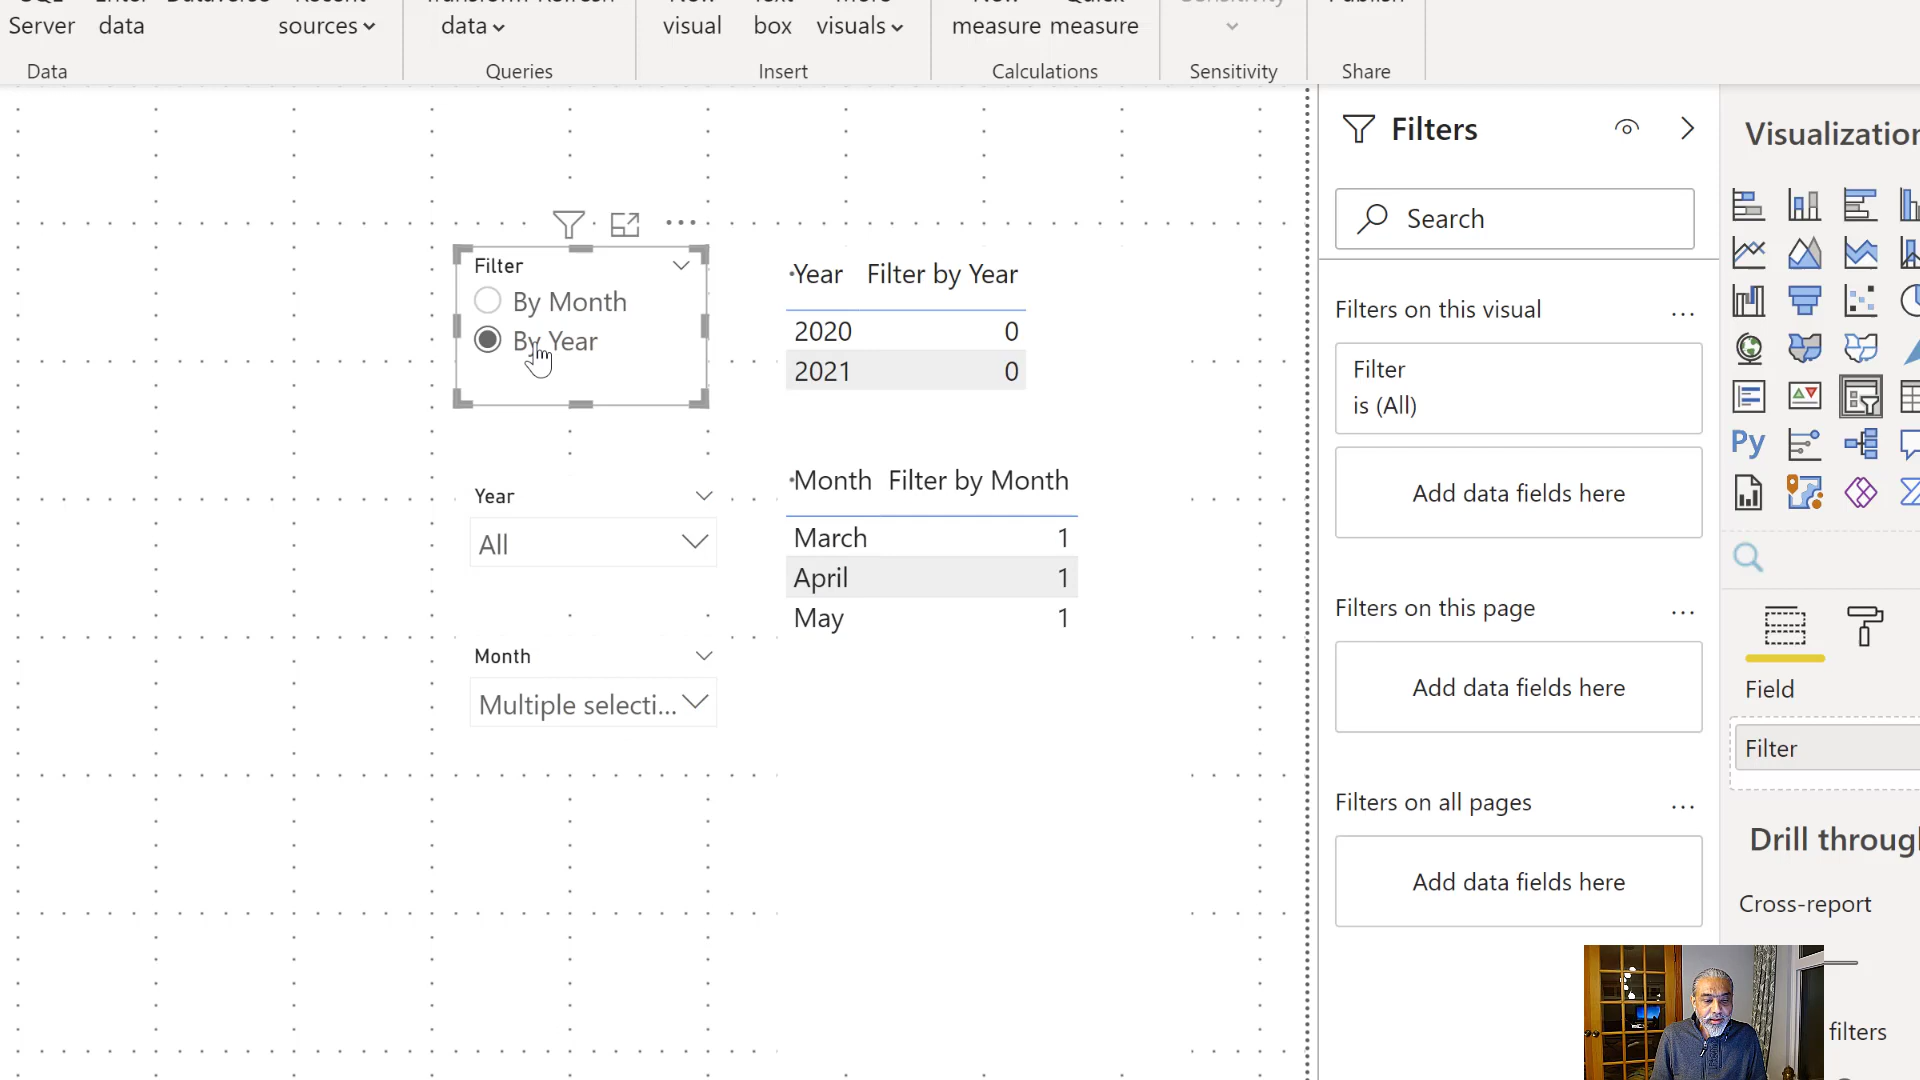 Server
data
sources
data
visual
box
visuals
measure
measure
Data
Queries
Insert
Calculations
Sensitivity
Share
Filter
By Month
By Year
Year Filter by Year
2020 0
2021 0
Year
All
Month Filter by Month
March 1
April 1
May 1
Month
Multiple selecti...
Filters
Search
Filters on this visual
Filter
is (All)
Add data fields here
Filters on this page
Add data fields here
Filters on all pages
Add data fields here
Visualization
Py
Field
Filter
Drill through
Cross-report
filters